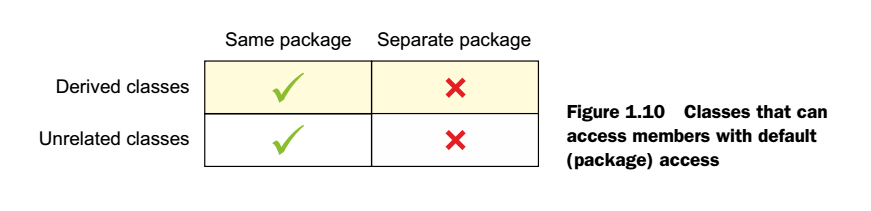 Same package Separate package
Derived classes
Unrelated classes
Figure 1.10 Classes that can
access members with default
(package) access